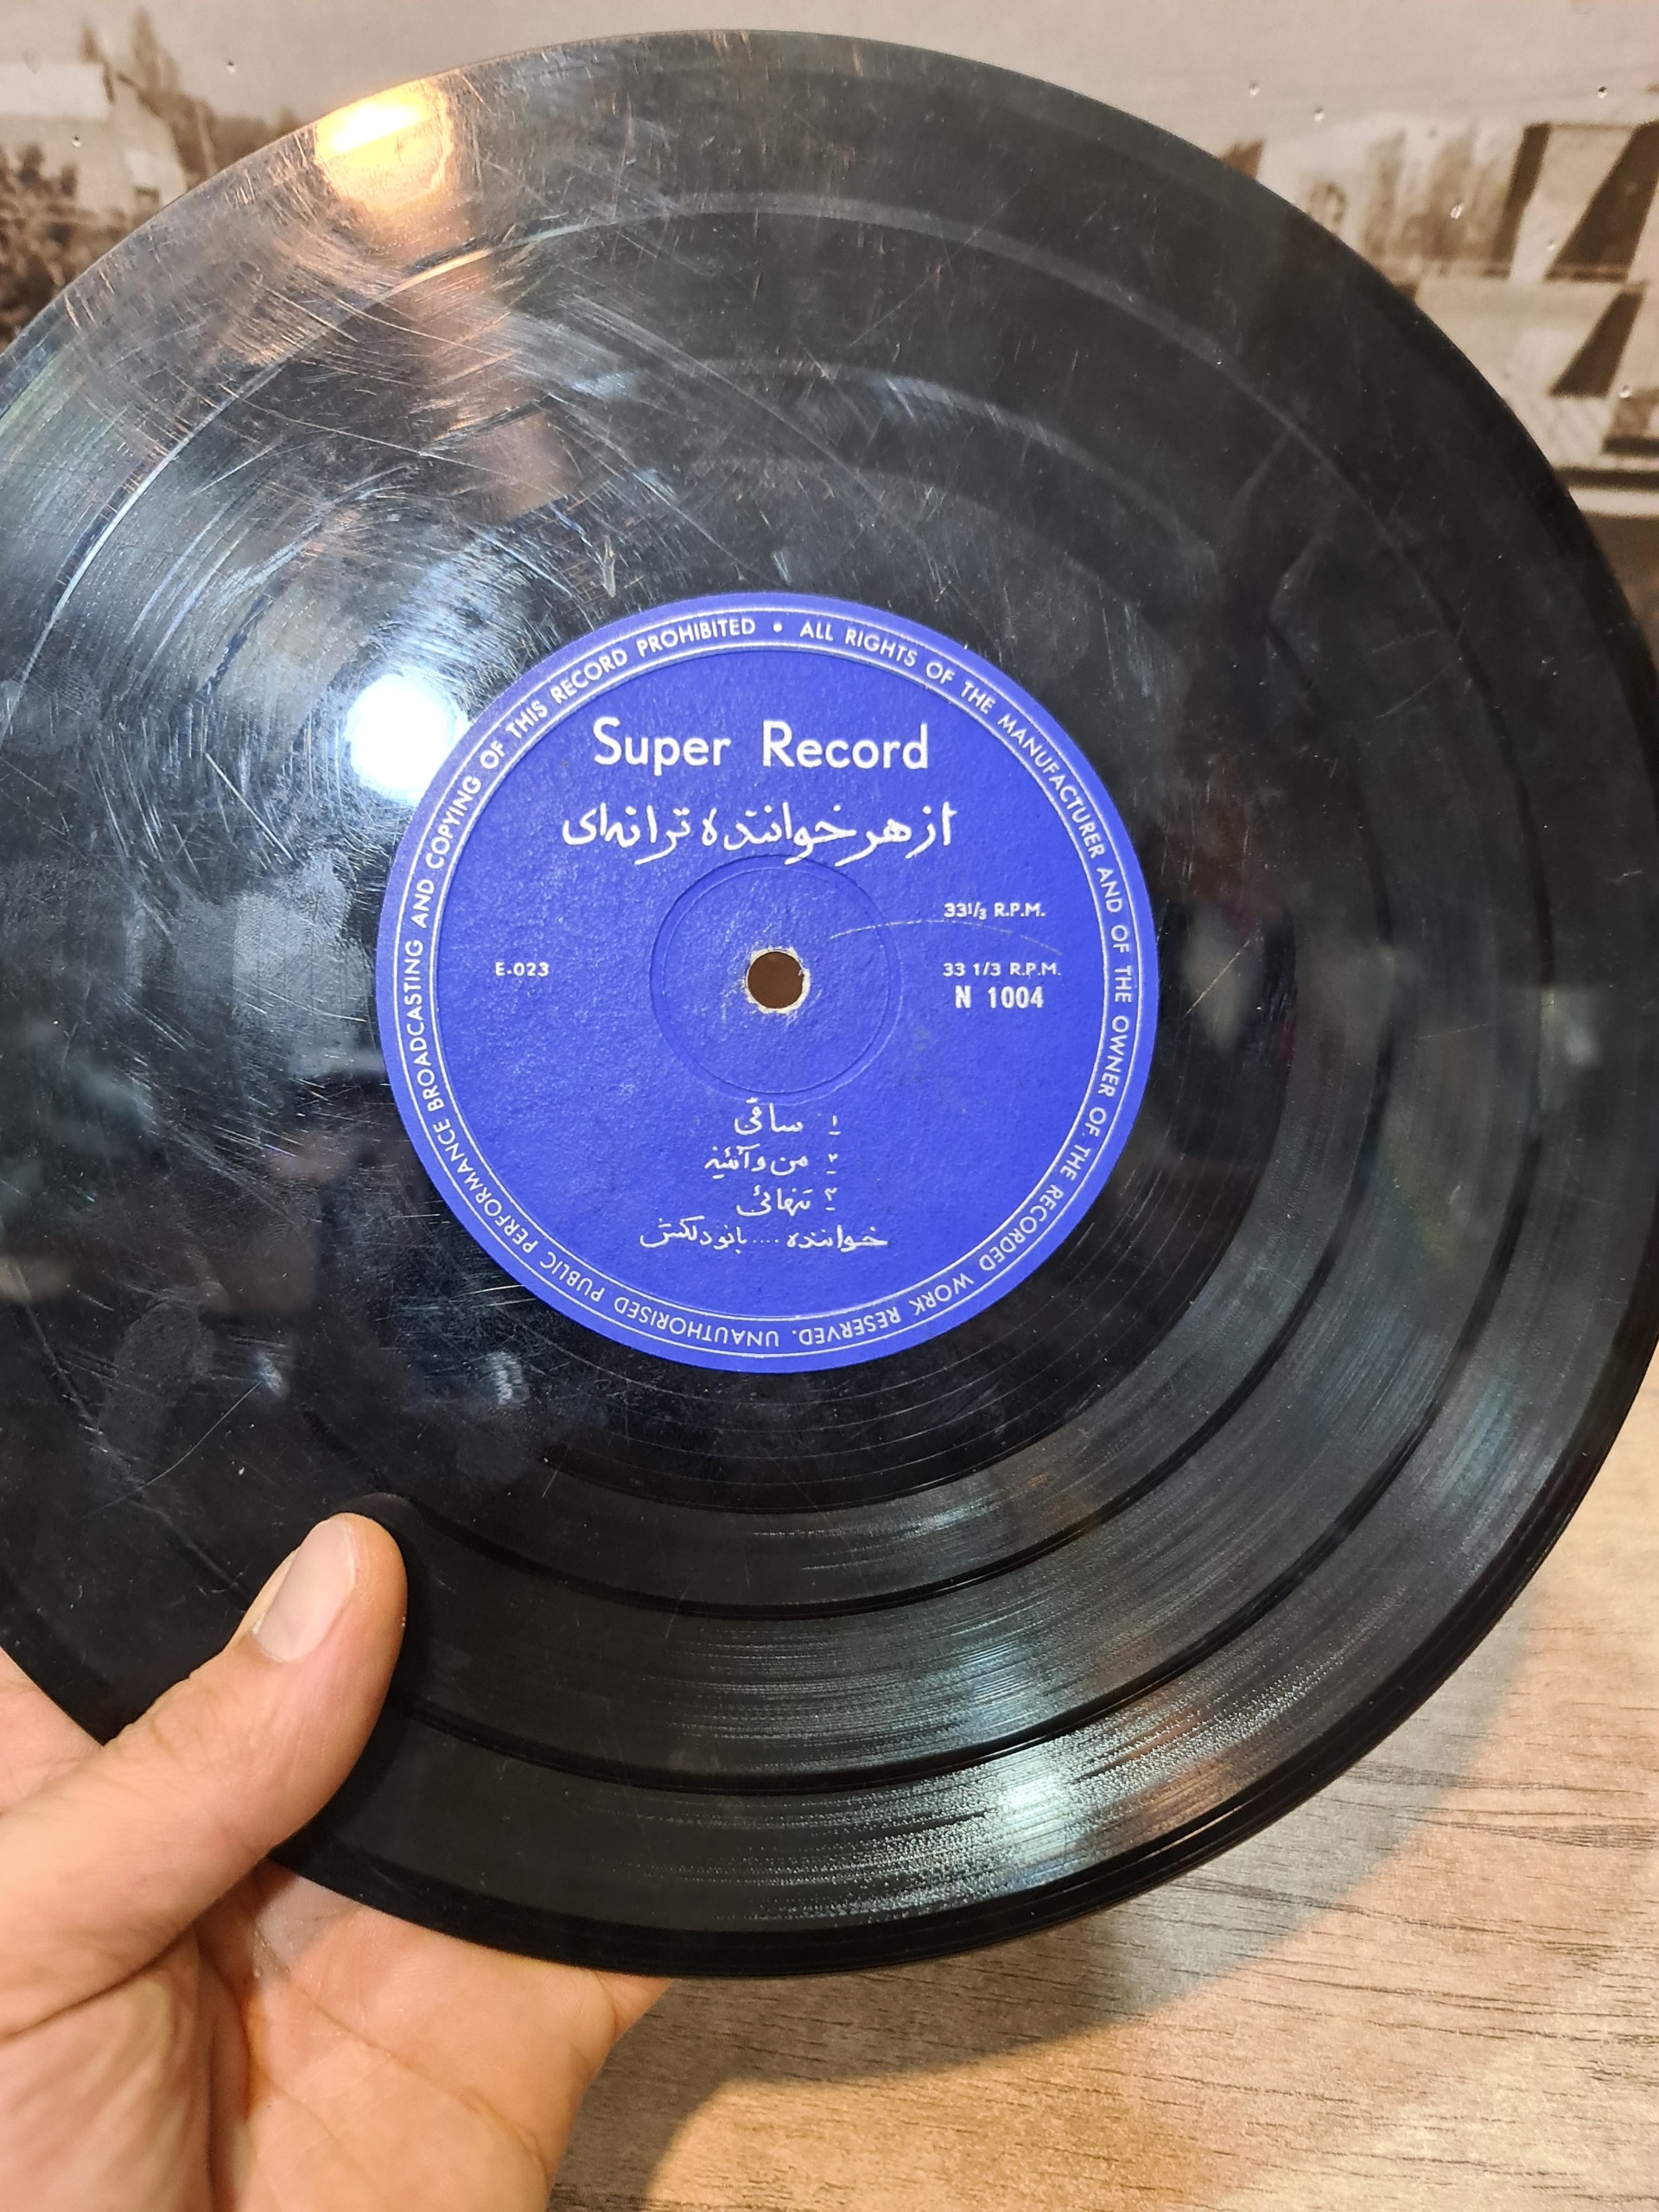 ALL RIGHTS OF THE MANUFACTURER AND OF THE OWNER OF THE RECORDED WORK RESERVED. UNAUTHORISED PUBLIC PERFORMANCE BROADCASTING AND COPYING OF THIS RECORD PROHIBITED •
Super Record
از هر خواننده ترانه‌ای
33⅓ R.P.M.
E-023
33 1/3 R.P.M.
N 1004
۱ - ساقی
۲ - من و آئینه
۳ - تنهائی
خواننده .... بانو دلکش